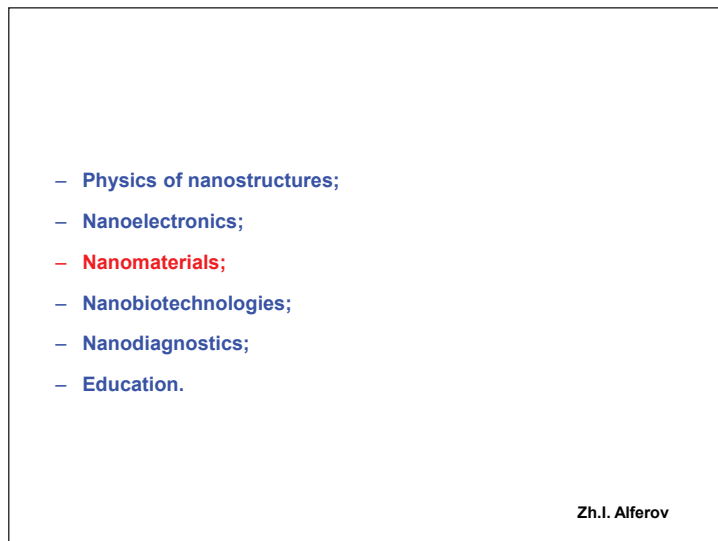 – Physics of nanostructures;
– Nanoelectronics;
– Nanomaterials;
– Nanobiotechnologies;
– Nanodiagnostics;
– Education.
Zh.I. Alferov